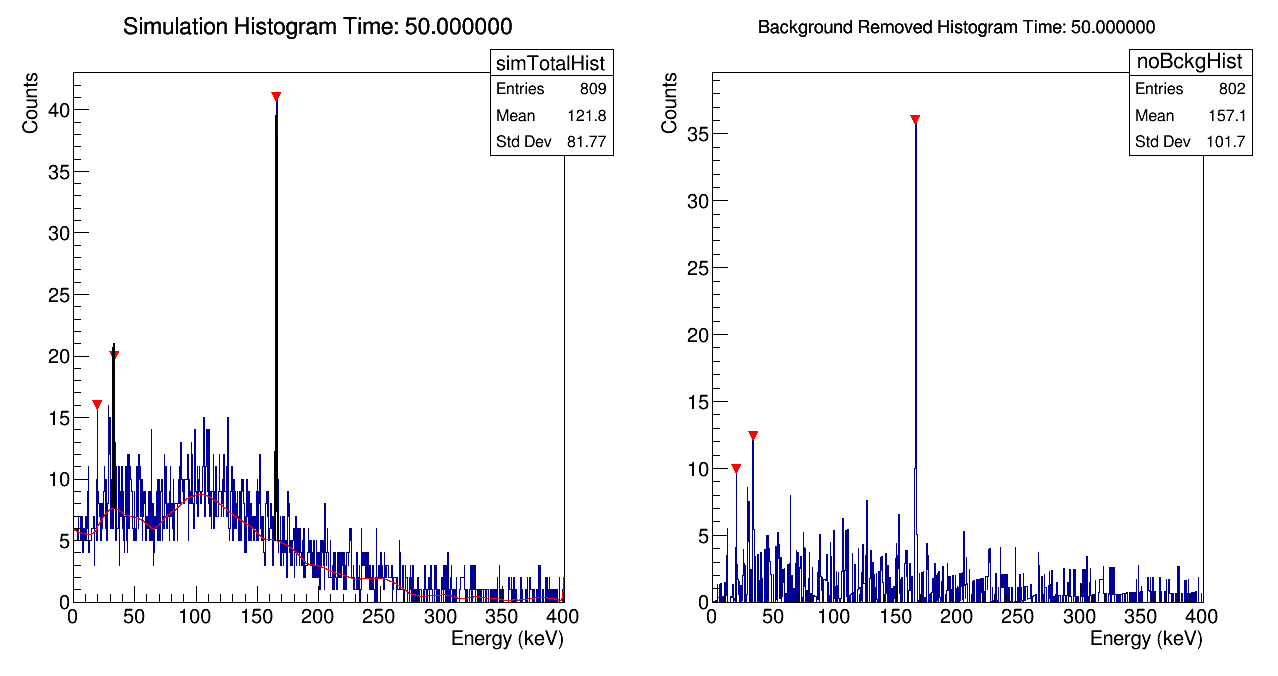 Simulation Histogram Time: 50.000000
simTotalHist
Entries 809
Mean 121.8
Std Dev 81.77
Counts
40
35
30
25
20
15
10
5
0
0 50 100 150 200 250 300 350 400
Energy (keV)
Background Removed Histogram Time: 50.000000
noBckgHist
Entries 802
Mean 157.1
Std Dev 101.7
Counts
35
30
25
20
15
10
5
0
0 50 100 150 200 250 300 350 400
Energy (keV)